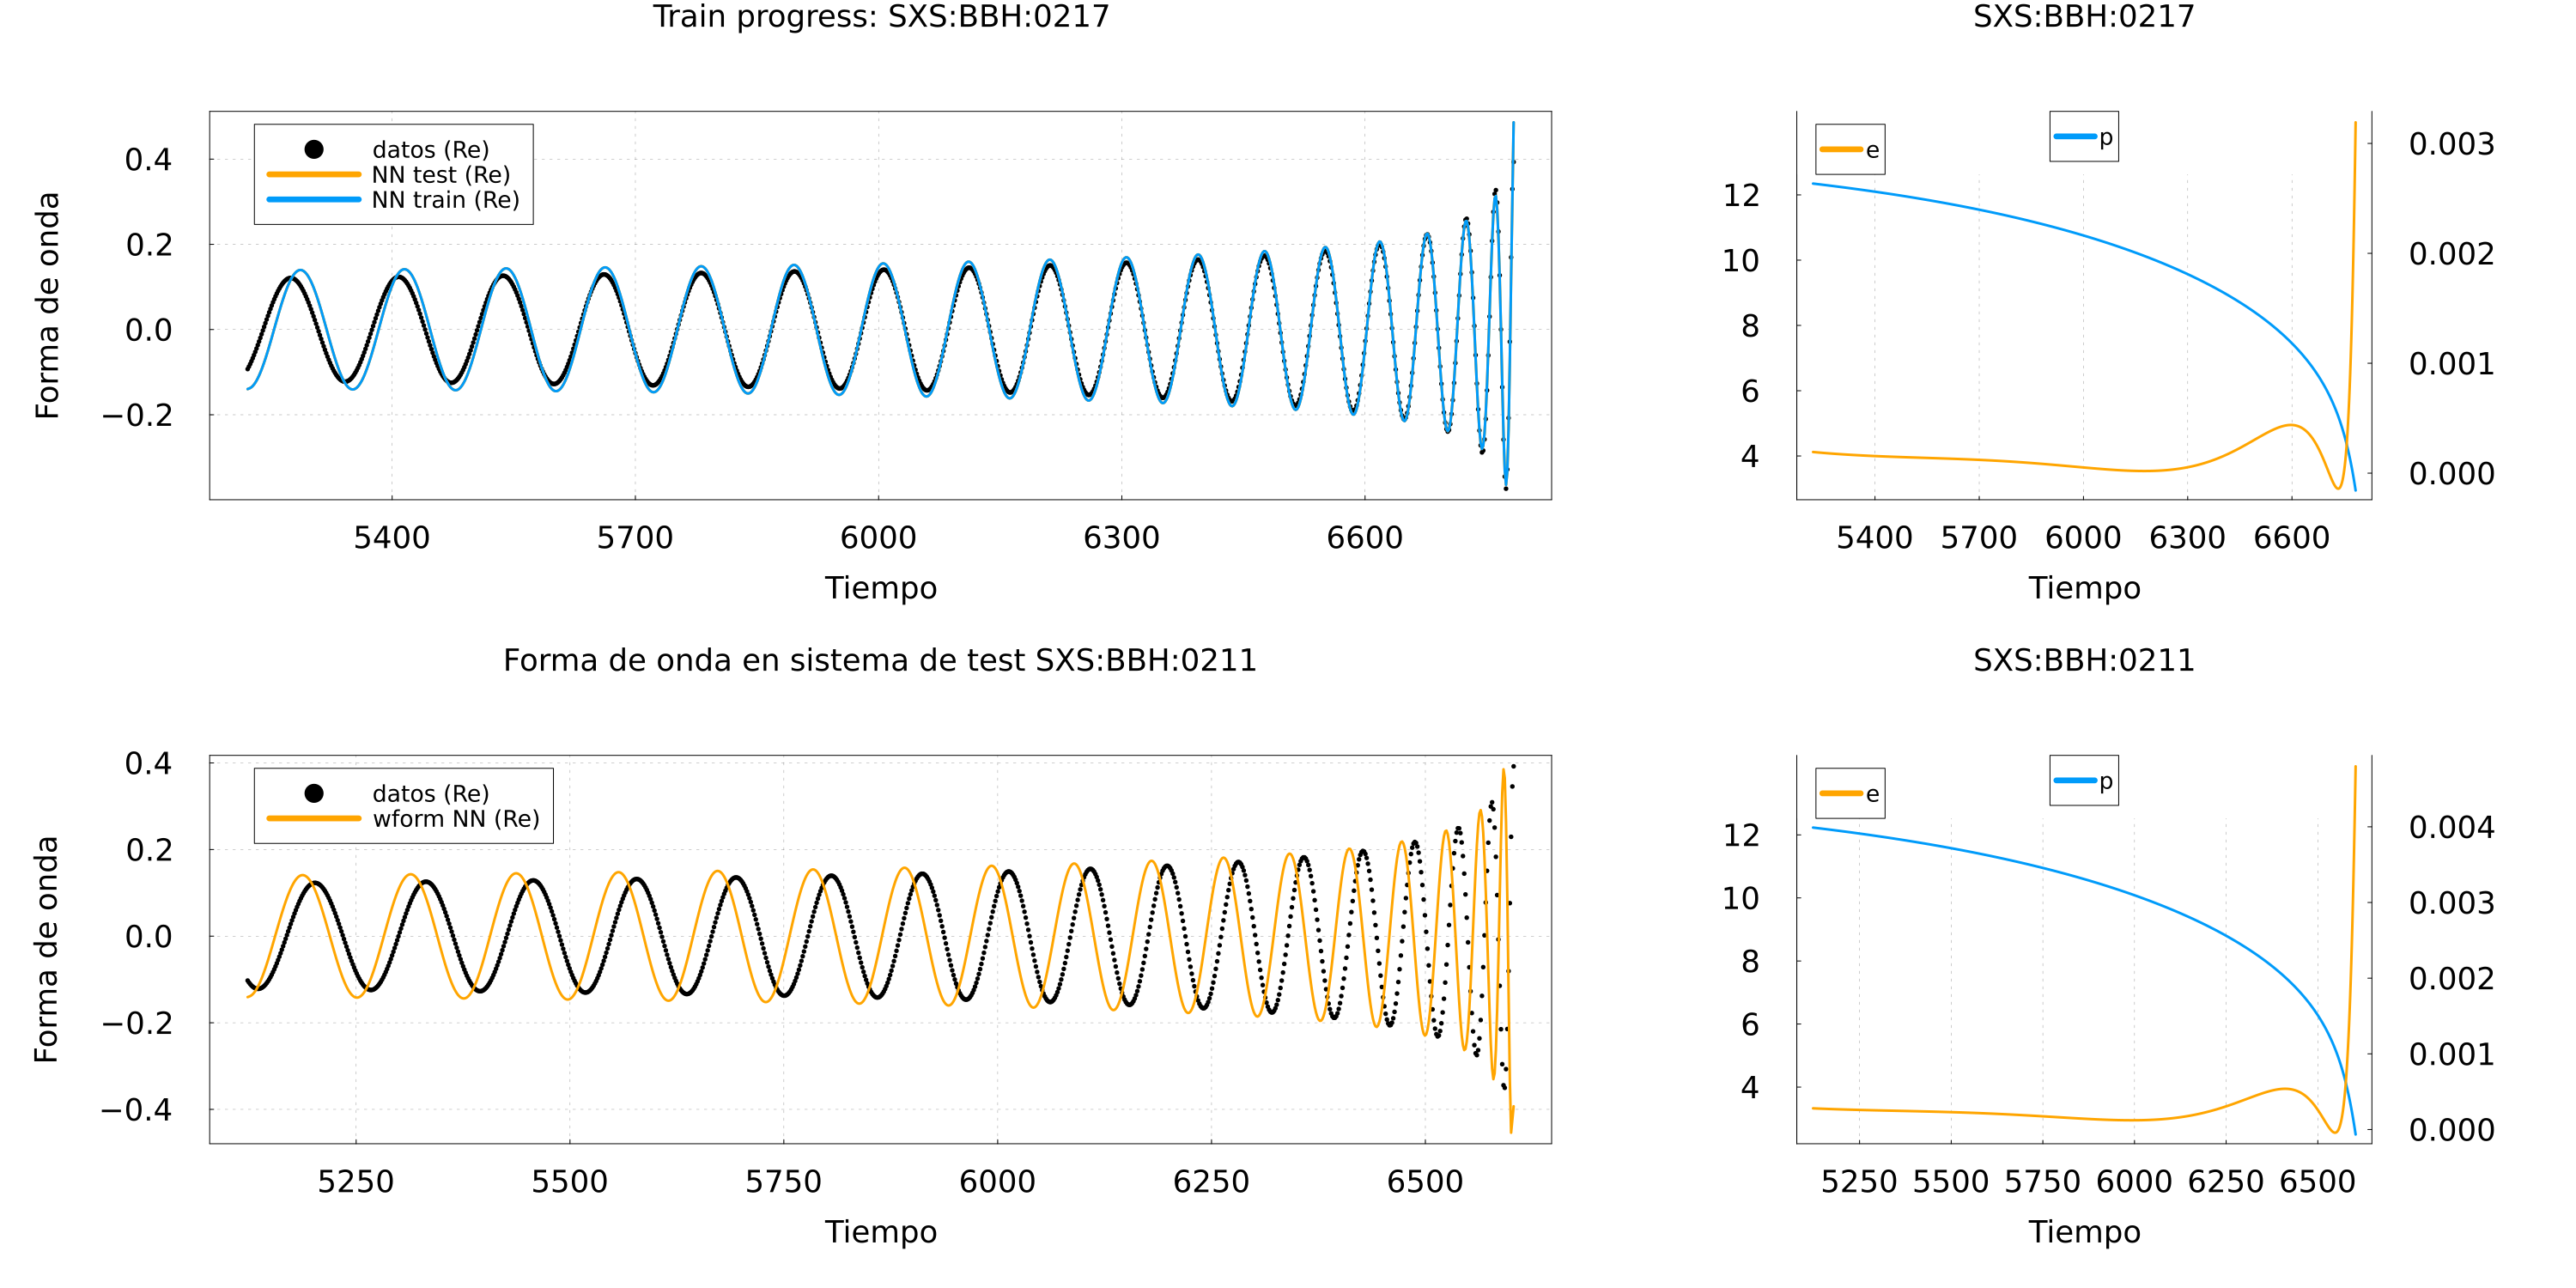 Train progress: SXS:BBH:0217
datos (Re)
NN test (Re)
NN train (Re)
0.4
0.2
0.0
−0.2
Forma de onda
5400 5700 6000 6300 6600
Tiempo
SXS:BBH:0217
e
p
12
10
8
6
4
0.003
0.002
0.001
0.000
5400 5700 6000 6300 6600
Tiempo
Forma de onda en sistema de test SXS:BBH:0211
datos (Re)
wform NN (Re)
0.4
0.2
0.0
−0.2
−0.4
Forma de onda
5250 5500 5750 6000 6250 6500
Tiempo
SXS:BBH:0211
e
p
12
10
8
6
4
0.004
0.003
0.002
0.001
0.000
5250 5500 5750 6000 6250 6500
Tiempo